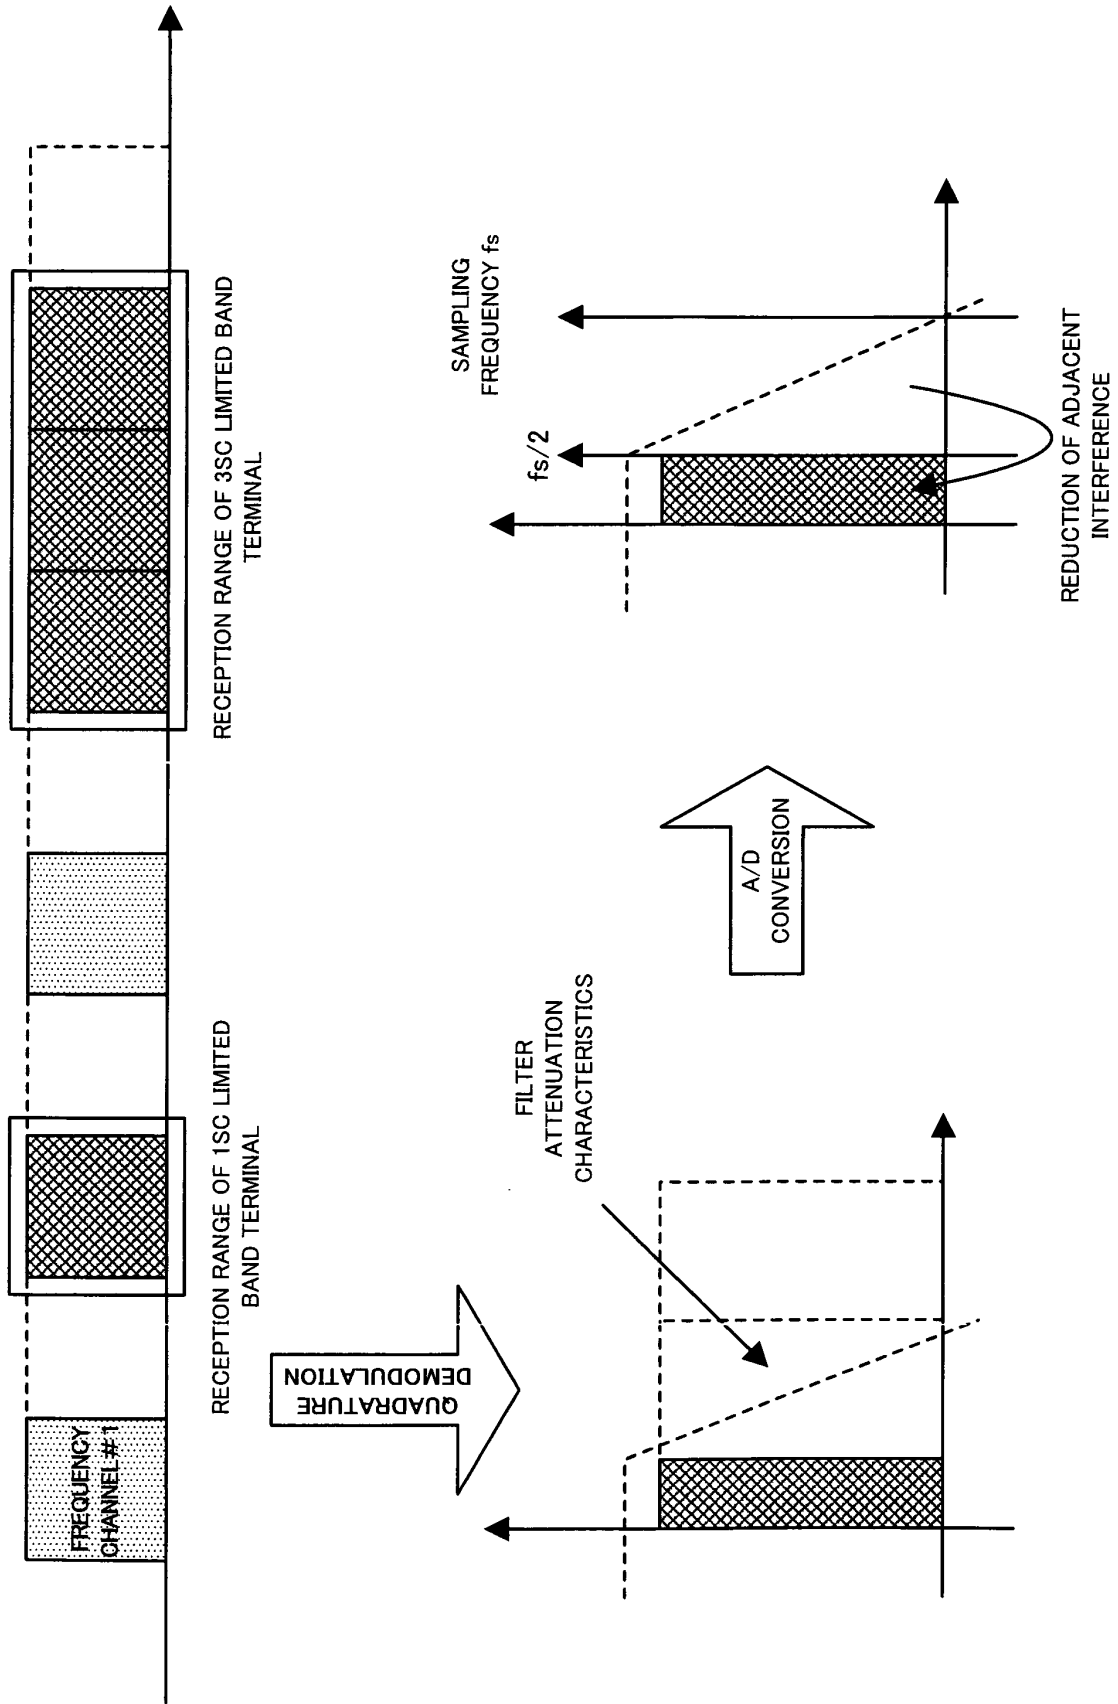 FREQUENCY
CHANNEL#1
RECEPTION RANGE OF 1SC LIMITED
BAND TERMINAL
RECEPTION RANGE OF 3SC LIMITED BAND
TERMINAL
QUADRATURE
DEMODULATION
FILTER
ATTENUATION
CHARACTERISTICS
A/D
CONVERSION
fs/2
SAMPLING
FREQUENCY fs
REDUCTION OF ADJACENT
INTERFERENCE